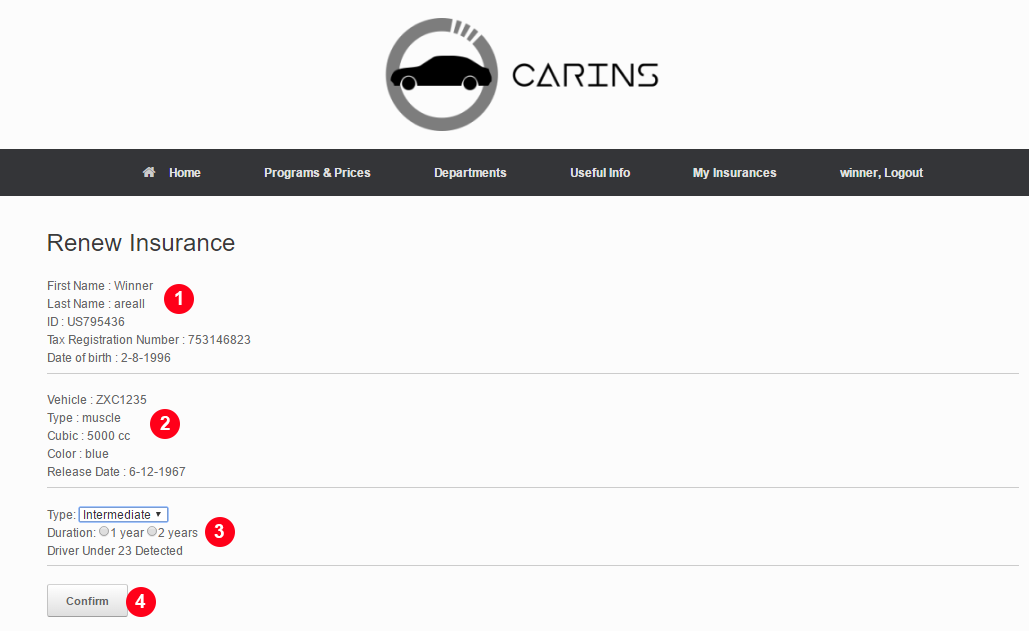 CARINS
Home Programs & Prices Departments Useful Info My Insurances winner, Logout
Renew Insurance
First Name : Winner
Last Name : areall
1
ID : US795436
Tax Registration Number : 753146823
Date of birth : 2-8-1996
Vehicle : ZXC1235
Type : muscle
2
Cubic : 5000 cc
Color : blue
Release Date : 6-12-1967
Type: Intermediate
Duration: 1 year 2 years
3
Driver Under 23 Detected
Confirm
4